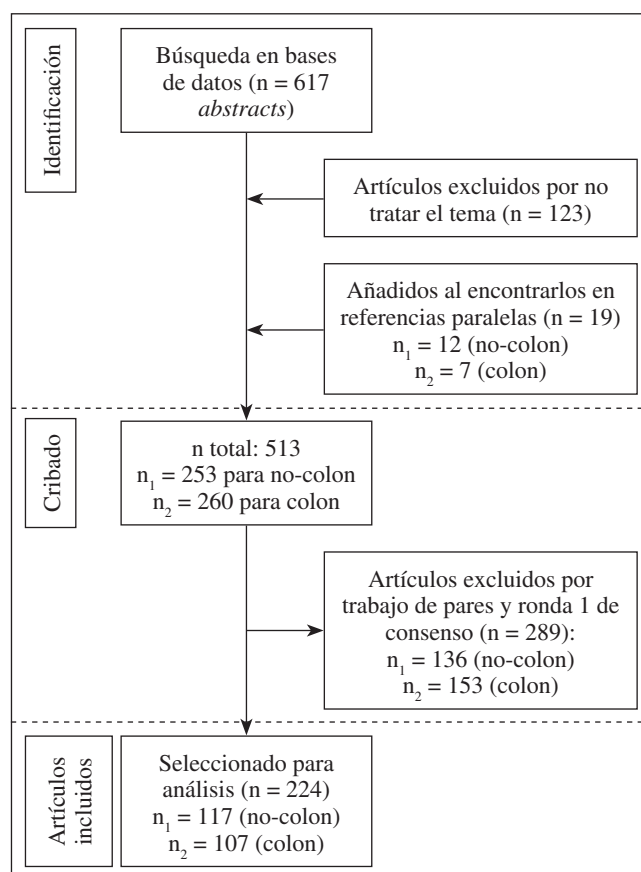 Identificación
Búsqueda en bases
de datos (n = 617
abstracts)
Artículos excluidos por no
tratar el tema (n = 123)
Añadidos al encontrarlos en
referencias paralelas (n = 19)
n₁ = 12 (no-colon)
n₂ = 7 (colon)
Cribado
n total: 513
n₁ = 253 para no-colon
n₂ = 260 para colon
Artículos excluidos por
trabajo de pares y ronda 1 de
consenso (n = 289):
n₁ = 136 (no-colon)
n₂ = 153 (colon)
Artículos
incluidos
Seleccionado para
análisis (n = 224)
n₁ = 117 (no-colon)
n₂ = 107 (colon)